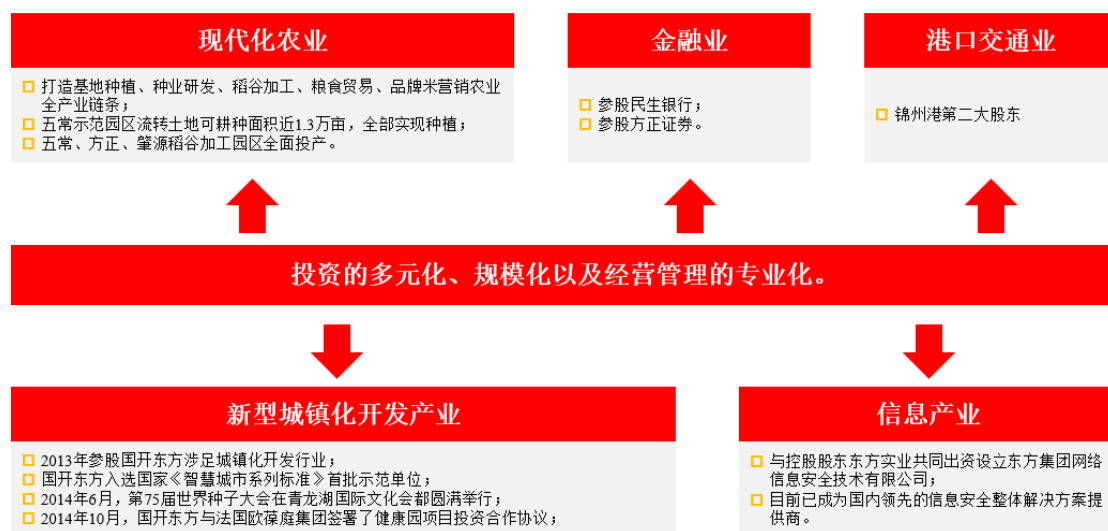 现代化农业
打造基地种植、种业研发、稻谷加工、粮食贸易、品牌米营销农业
全产业链条；
五常示范园区流转土地可耕种面积近1.3万亩，全部实现种植；
五常、方正、肇源稻谷加工园区全面投产。
金融业
参股民生银行；
参股方正证券。
港口交通业
锦州港第二大股东
投资的多元化、规模化以及经营管理的专业化。
新型城镇化开发产业
2013年参股国开东方涉足城镇化开发行业；
国开东方入选国家《智慧城市系列标准》首批示范单位；
2014年6月，第75届世界种子大会在青龙湖国际文化会都圆满举行；
2014年10月，国开东方与法国欧葆庭集团签署了健康园项目投资合作协议；
信息产业
与控股股东东方实业共同出资设立东方集团网络
信息安全技术有限公司；
目前已成为国内领先的信息安全整体解决方案提
供商。